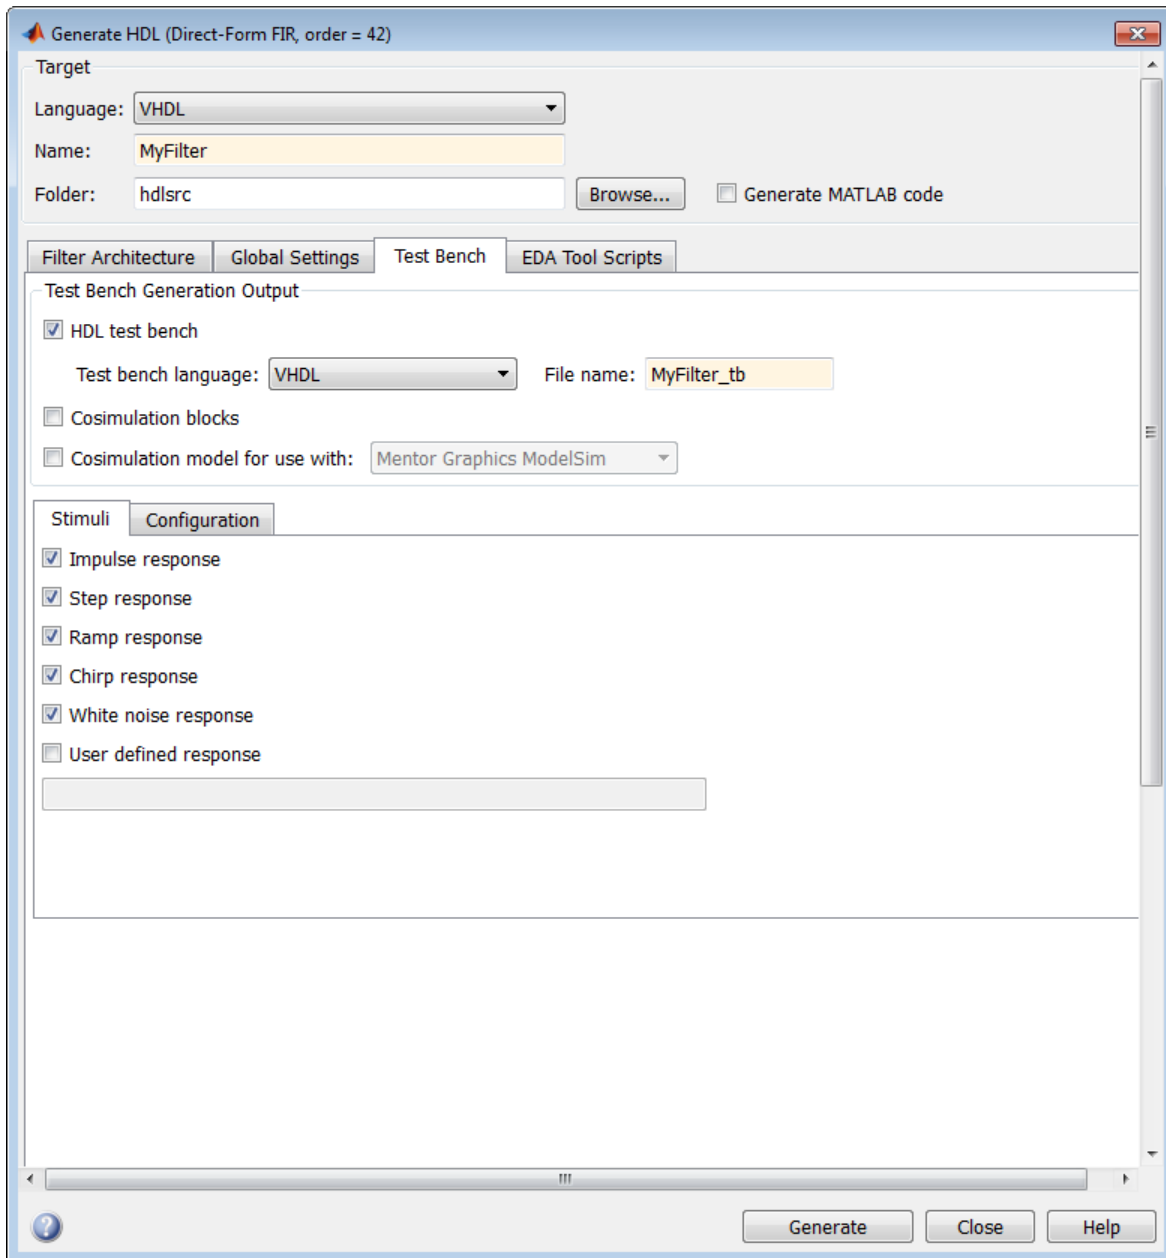 Generate HDL (Direct-Form FIR, order = 42)
Target
Language: VHDL
Name: MyFilter
Folder: hdlsrc Browse... Generate MATLAB code
Filter Architecture Global Settings Test Bench EDA Tool Scripts
Test Bench Generation Output
HDL test bench
Test bench language: VHDL File name: MyFilter_tb
Cosimulation blocks
Cosimulation model for use with: Mentor Graphics ModelSim
Stimuli Configuration
Impulse response
Step response
Ramp response
Chirp response
White noise response
User defined response
? Generate Close Help